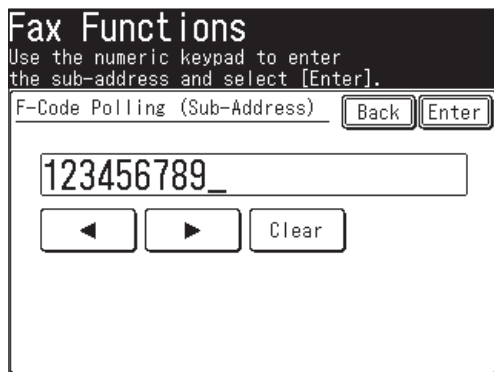 Fax Functions
Use the numeric keypad to enter
the sub-address and select [Enter].
F-Code Polling (Sub-Address) Back Enter
123456789_
◀ ▶ Clear